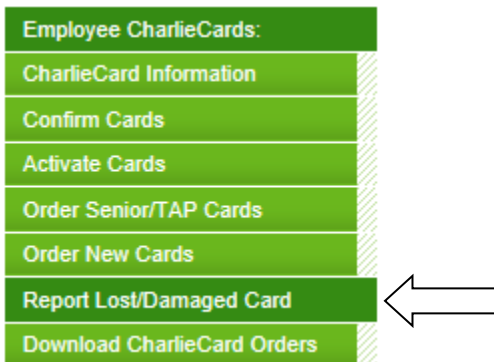 Employee CharlieCards:
CharlieCard Information
Confirm Cards
Activate Cards
Order Senior/TAP Cards
Order New Cards
Report Lost/Damaged Card
Download CharlieCard Orders